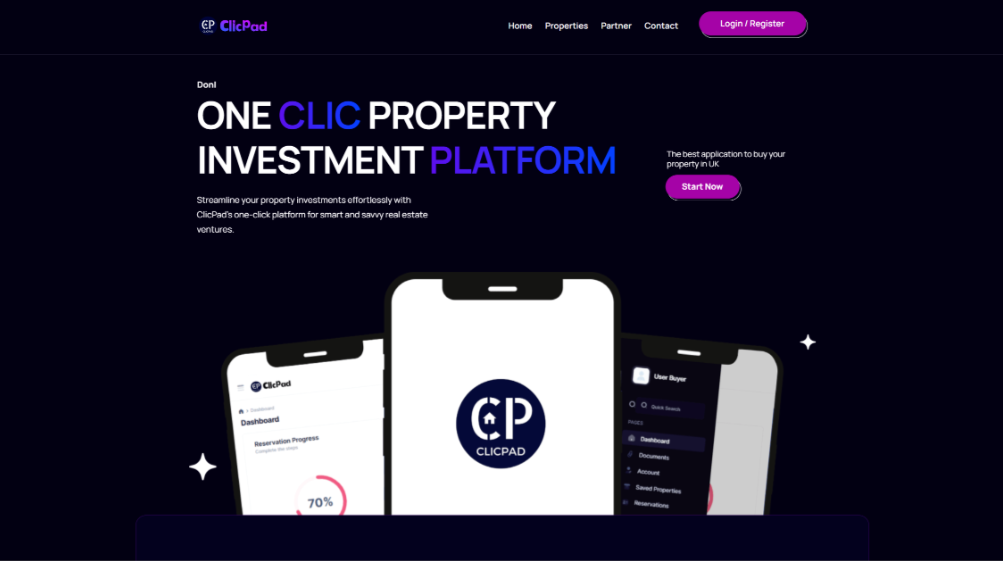 CP CLICPAD ClicPad
Home Properties Partner Contact Login / Register
DonI
ONE CLIC PROPERTY
INVESTMENT PLATFORM
The best application to buy your
property in UK
Start Now
Streamline your property investments effortlessly with
ClicPad's one-click platform for smart and savvy real estate
ventures.
CP ClicPad
Dashboard
Dashboard
Reservation Progress
Complete the steps
70%
CP
CLICPAD
User Buyer
Quick Search
PAGES
Dashboard
Documents
Account
Saved Properties
Reservations